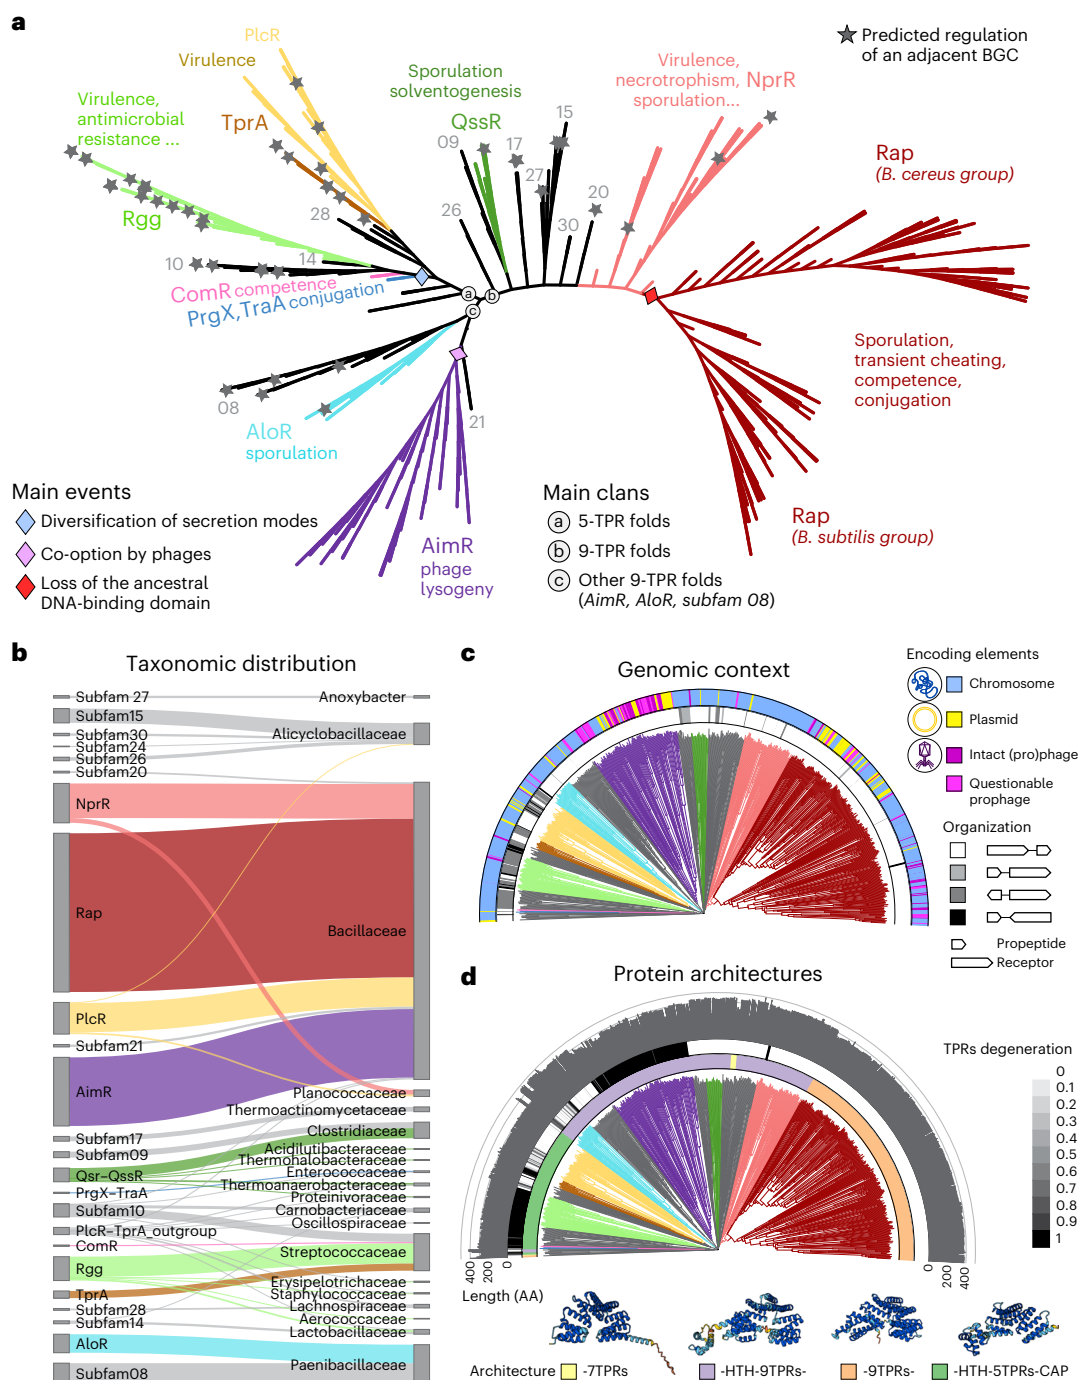 a
PlcR
Virulence
Predicted regulation
of an adjacent BGC
Virulence,
antimicrobial
resistance ...
TprA
Rgg
Sporulation
solventogenesis
QssR
Virulence,
necrotrophism,
sporulation...
NprR
09
17
15
27
20
30
26
28
14
10
Rap
(B. cereus group)
ComR competence
PrgX,TraA conjugation
a
b
c
08
AloR
sporulation
21
Sporulation,
transient cheating,
competence,
conjugation
Rap
(B. subtilis group)
AimR
phage
lysogeny
Main events
Diversification of secretion modes
Co-option by phages
Loss of the ancestral
DNA-binding domain
Main clans
a 5-TPR folds
b 9-TPR folds
c Other 9-TPR folds
(AimR, AloR, subfam 08)
b
Taxonomic distribution
Subfam 27
Subfam15
Subfam30
Subfam24
Subfam26
Subfam20
NprR
Rap
PlcR
Subfam21
AimR
Subfam17
Subfam09
Qsr–QssR
PrgX–TraA
Subfam10
PlcR–TprA_outgroup
ComR
Rgg
TprA
Subfam28
Subfam14
AloR
Subfam08
Anoxybacter
Alicyclobacillaceae
Bacillaceae
Planococcaceae
Thermoactinomycetaceae
Clostridiaceae
Acidilutibacteraceae
Thermohalobacteraceae
Enterococcaceae
Thermoanaerobacteraceae
Proteinivoraceae
Carnobacteriaceae
Oscillospiraceae
Streptococcaceae
Erysipelotrichaceae
Staphylococcaceae
Lachnospiraceae
Aerococcaceae
Lactobacillaceae
Paenibacillaceae
c
Genomic context
Encoding elements
Chromosome
Plasmid
Intact (pro)phage
Questionable
prophage
Organization
Propeptide
Receptor
d
Protein architectures
TPRs degeneration
0
0.1
0.2
0.3
0.4
0.5
0.6
0.7
0.8
0.9
1
400
200
0
Length (AA)
0
200
400
Architecture
-7TPRs
-HTH-9TPRs-
-9TPRs-
-HTH-5TPRs-CAP